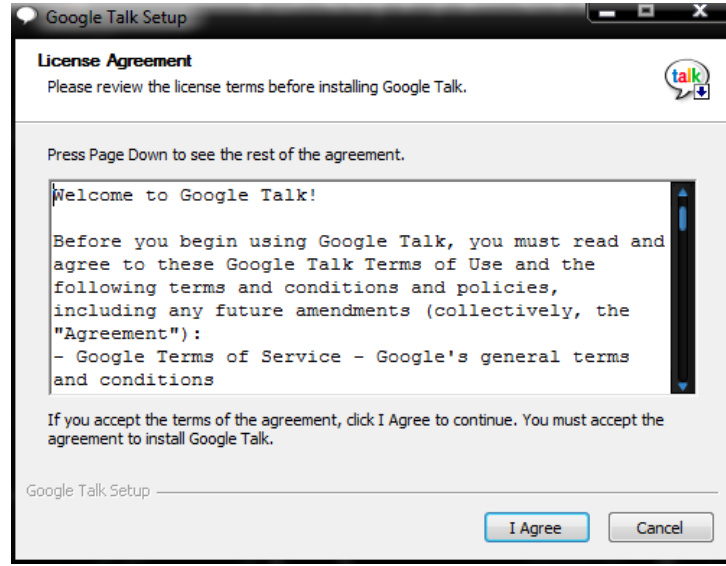 Google Talk Setup
License Agreement
Please review the license terms before installing Google Talk.
talk
Press Page Down to see the rest of the agreement.
Welcome to Google Talk!
Before you begin using Google Talk, you must read and
agree to these Google Talk Terms of Use and the
following terms and conditions and policies,
including any future amendments (collectively, the
"Agreement"):
- Google Terms of Service - Google's general terms
and conditions
If you accept the terms of the agreement, click I Agree to continue. You must accept the
agreement to install Google Talk.
Google Talk Setup
I Agree
Cancel